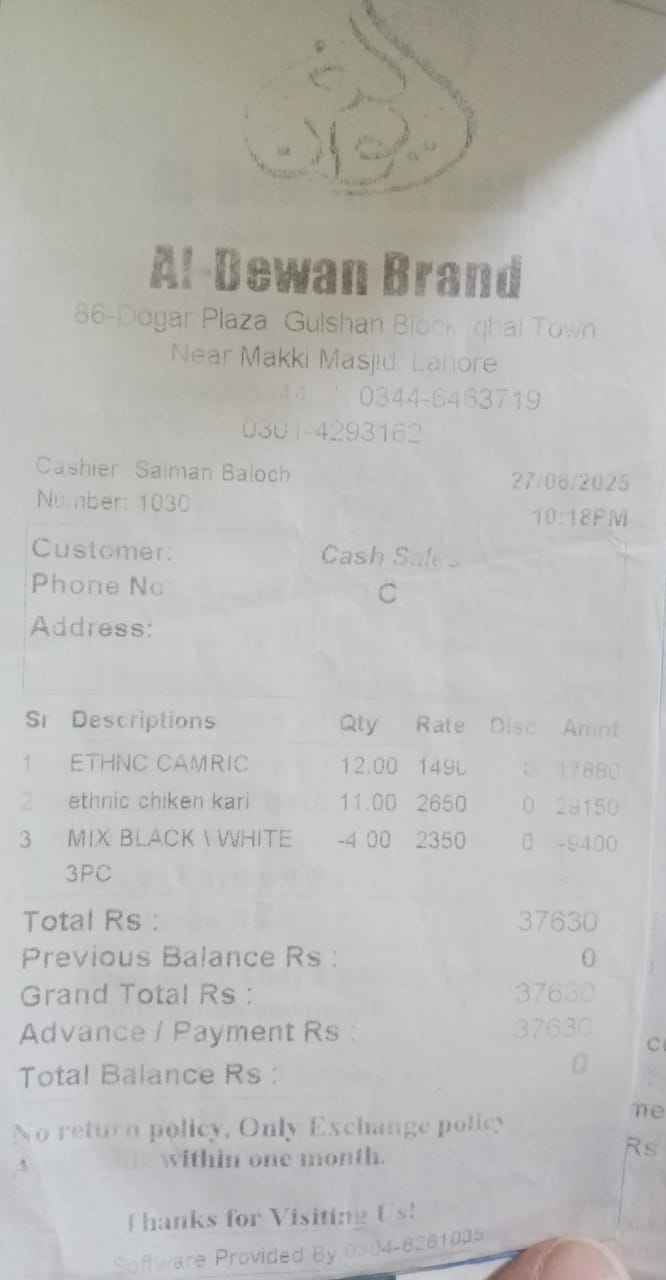 Al-Dewan Brand
86-Dogar Plaza Gulshan Block Iqbal Town
Near Makki Masjid Lahore
0344-6463719
0301-4293162
Cashier: Salman Baloch 27/06/2025
Number: 1030 10:18PM
Customer: Cash Sales
Phone No: C
Address:
Sr Descriptions Qty Rate Disc Amnt
1 ETHNC CAMRIC 12.00 1490 0 17880
2 ethnic chiken kari 11.00 2650 0 29150
3 MIX BLACK \ WHITE -4.00 2350 0 -9400
3PC
Total Rs : 37630
Previous Balance Rs : 0
Grand Total Rs : 37630
Advance / Payment Rs : 37630
Total Balance Rs : 0
No return policy, Only Exchange policy
within one month.
Thanks for Visiting Us!
Software Provided By:0304-6261035
me
Rs